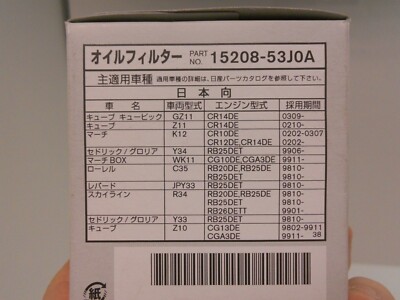 オイルフィルター PART NO. 15208-53J0A
主適用車種 適用車種の詳細は、日産パーツカタログを参照して下さい。
日本向
車名 車両型式 エンジン型式 採用期間
キューブ キュービック GZ11 CR14DE 0309-
キューブ Z11 CR14DE 0210-
マーチ K12 CR10DE 0202-0307
CR12DE,CR14DE 0202-
セドリック/グロリア Y34 RB25DET 9906-
マーチBOX WK11 CG10DE,CGA3DE 9911-
ローレル C35 RB20DE,RB25DE 9810-
RB25DET 9810-
レパード JPY33 RB25DET 9810-
スカイライン R34 RB20DE,RB25DE 9810-
RB25DET 9810-
RB26DETT 9901-
セドリック/グロリア Y33 RB25DET 9810-
キューブ Z10 CG13DE 9802-9911
CGA3DE 9911- 38
紙